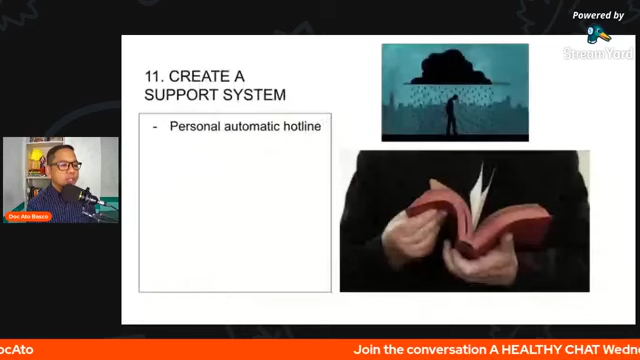 Powered by
StreamYard
11. CREATE A
SUPPORT SYSTEM
- Personal automatic hotline
Doc Ato Basco
ocAto
Join the conversation A HEALTHY CHAT Wedne